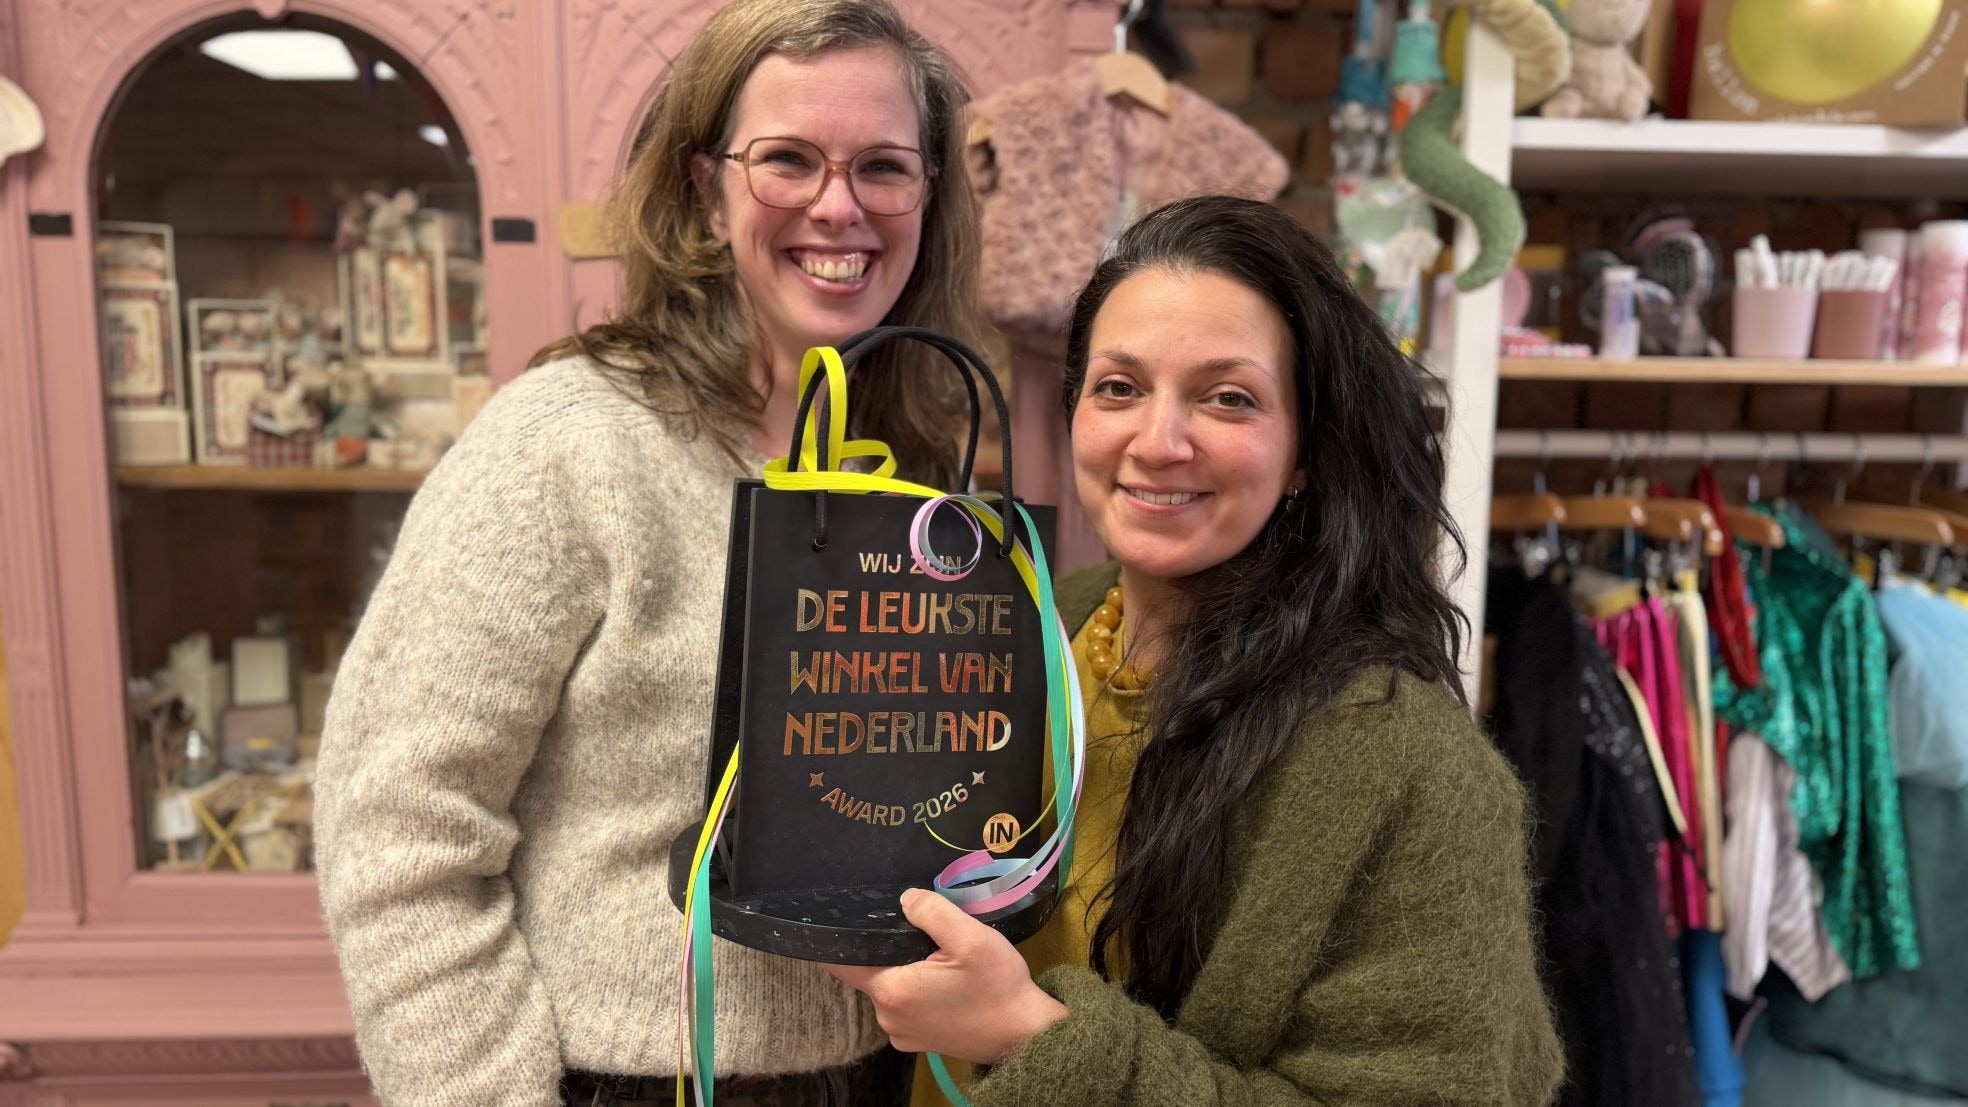 WIJ ZIJN
DE LEUKSTE
WINKEL VAN
NEDERLAND
AWARD 2026
IN